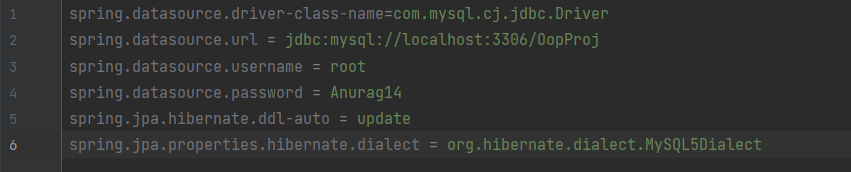 1 spring.datasource.driver-class-name=com.mysql.cj.jdbc.Driver
2 spring.datasource.url = jdbc:mysql://localhost:3306/OopProj
3 spring.datasource.username = root
4 spring.datasource.password = Anurag14
5 spring.jpa.hibernate.ddl-auto = update
6 spring.jpa.properties.hibernate.dialect = org.hibernate.dialect.MySQL5Dialect